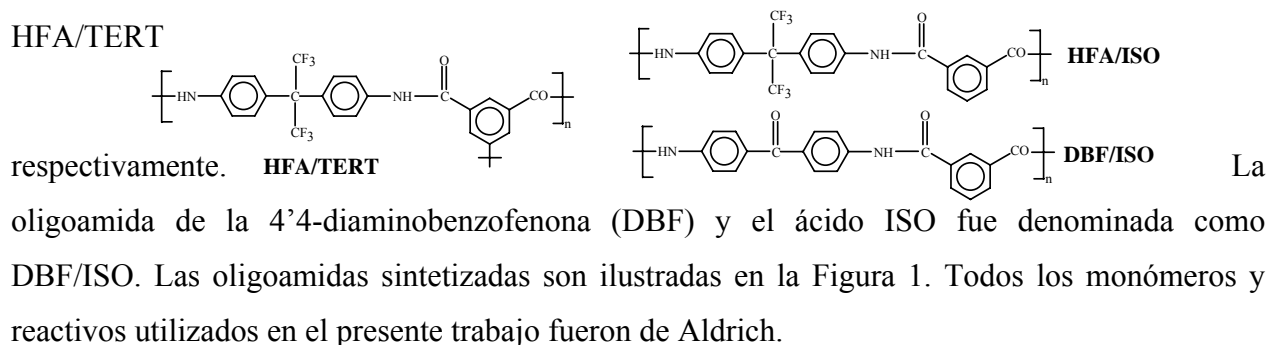 HFA/TERT
HN CF3 C CF3 NH O C CO n HFA/TERT
HN CF3 C CF3 NH O C CO n HFA/ISO
HN O C NH O C CO n DBF/ISO
respectivamente. La
oligoamida de la 4’4-diaminobenzofenona (DBF) y el ácido ISO fue denominada como
DBF/ISO. Las oligoamidas sintetizadas son ilustradas en la Figura 1. Todos los monómeros y
reactivos utilizados en el presente trabajo fueron de Aldrich.